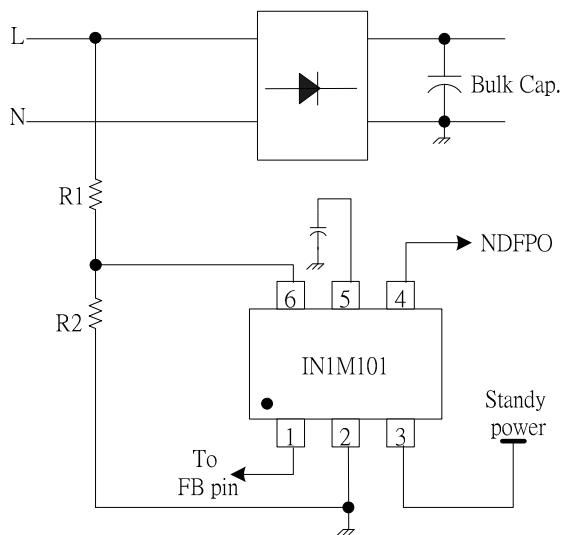 L
Bulk Cap.
N
R1
NDFPO
6
5
4
R2
IN1M101
Standy
power
1
2
3
To
FB pin